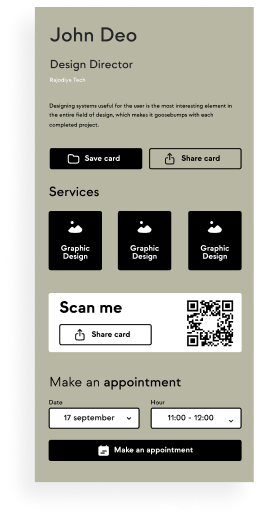 John Deo
Design Director
Rajndiya Tech
Designing systems useful for the user is the most interesting element in
the entire field of design, which makes it goosebumps with each
completed project.
Save card
Share card
Services
Graphic
Design
Graphic
Design
Graphic
Design
Scan me
Share card
Make an appointment
Date
Hour
17 september
11:00 - 12:00
Make an appointment